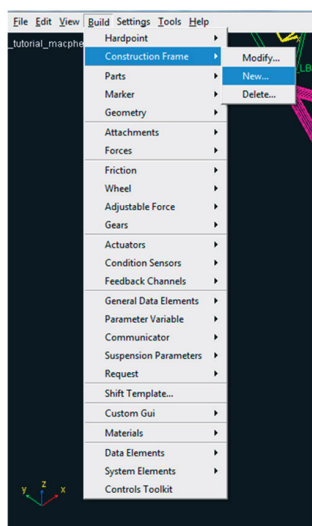 File Edit View Build Settings Tools Help
_tutorial_macphe
Hardpoint
Construction Frame
Modify...
New...
Delete...
LB
Parts
Marker
Geometry
Attachments
Forces
Friction
Wheel
Adjustable Force
Gears
Actuators
Condition Sensors
Feedback Channels
General Data Elements
Parameter Variable
Communicator
Suspension Parameters
Request
Shift Template...
Custom Gui
Materials
Data Elements
System Elements
Controls Toolkit
z
y x